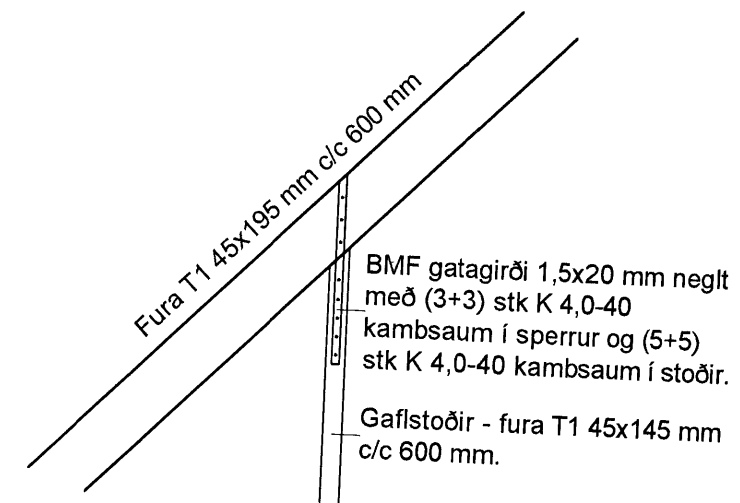 Fura T1 45x195 mm c/c 600 mm
BMF gatagirði 1,5x20 mm neglt
með (3+3) stk K 4,0-40
kambsaum í sperrur og (5+5)
stk K 4,0-40 kambsaum í stoðir.
Gaflstoðir - fura T1 45x145 mm
c/c 600 mm.